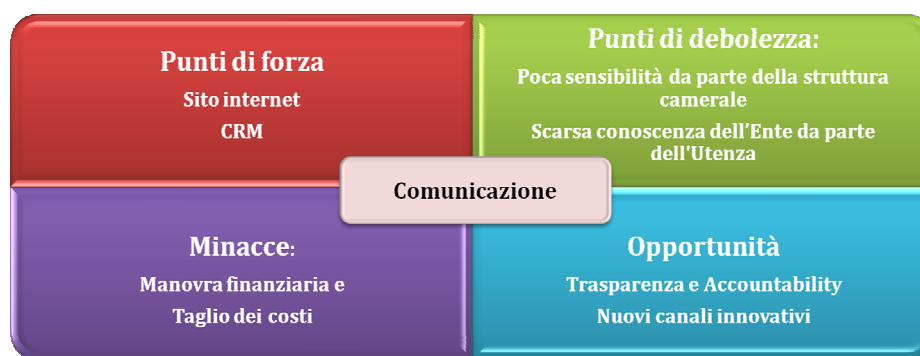 Punti di forza
Sito internet
CRM
Punti di debolezza:
Poca sensibilità da parte della struttura
camerale
Scarsa conoscenza dell’Ente da parte
dell'Utenza
Comunicazione
Minacce:
Manovra finanziaria e
Taglio dei costi
Opportunità
Trasparenza e Accountability
Nuovi canali innovativi